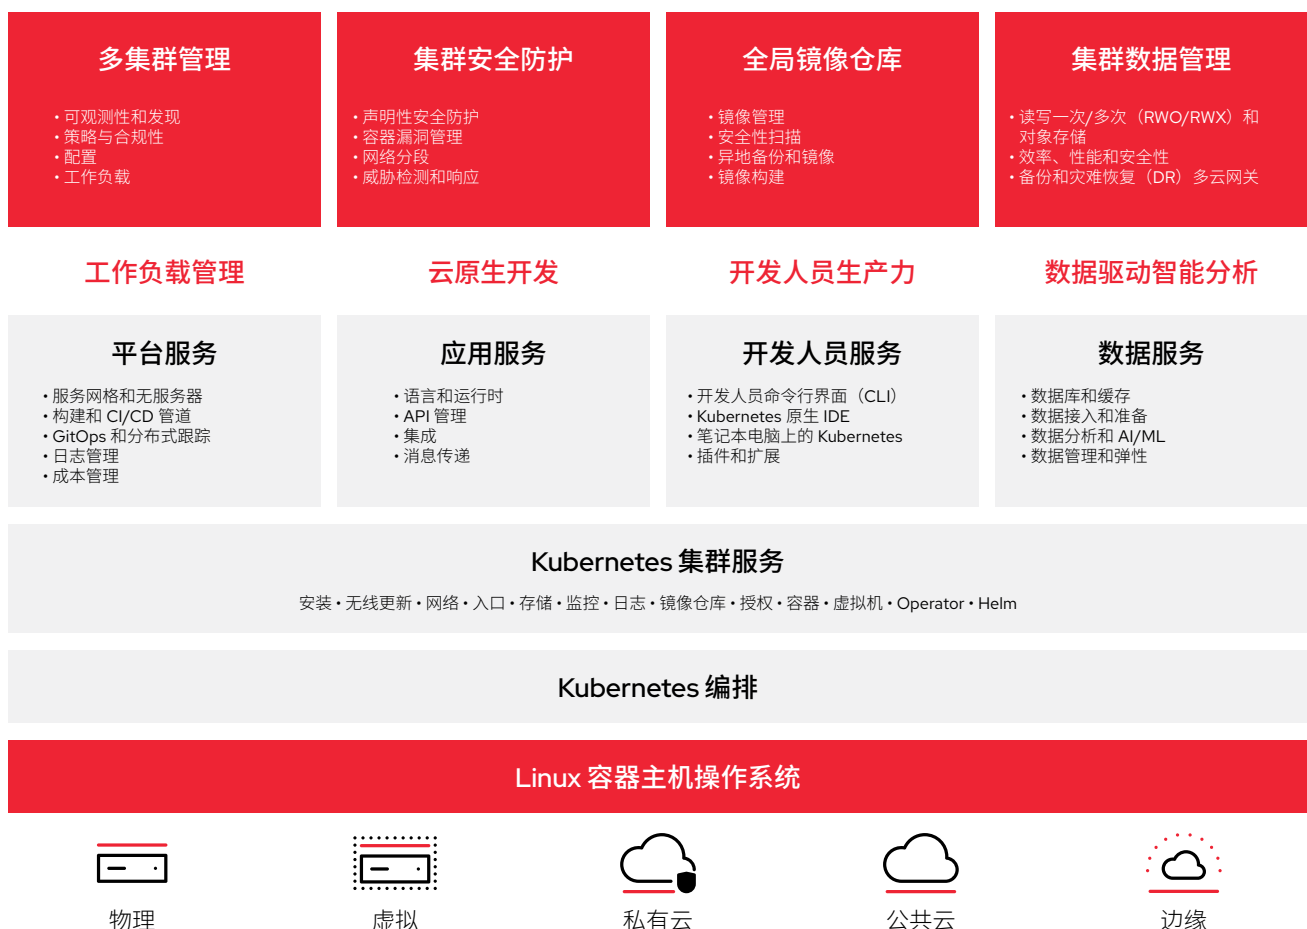 多集群管理
• 可观测性和发现
• 策略与合规性
• 配置
• 工作负载
集群安全防护
• 声明性安全防护
• 容器漏洞管理
• 网络分段
• 威胁检测和响应
全局镜像仓库
• 镜像管理
• 安全性扫描
• 异地备份和镜像
• 镜像构建
集群数据管理
• 读写一次/多次（RWO/RWX）和
对象存储
• 效率、性能和安全性
• 备份和灾难恢复（DR）多云网关
工作负载管理
云原生开发
开发人员生产力
数据驱动智能分析
平台服务
• 服务网格和无服务器
• 构建和 CI/CD 管道
• GitOps 和分布式跟踪
• 日志管理
• 成本管理
应用服务
• 语言和运行时
• API 管理
• 集成
• 消息传递
开发人员服务
• 开发人员命令行界面（CLI）
• Kubernetes 原生 IDE
• 笔记本电脑上的 Kubernetes
• 插件和扩展
数据服务
• 数据库和缓存
• 数据接入和准备
• 数据分析和 AI/ML
• 数据管理和弹性
Kubernetes 集群服务
安装 • 无线更新 • 网络 • 入口 • 存储 • 监控 • 日志 • 镜像仓库 • 授权 • 容器 • 虚拟机 • Operator • Helm
Kubernetes 编排
Linux 容器主机操作系统
物理
虚拟
私有云
公共云
边缘